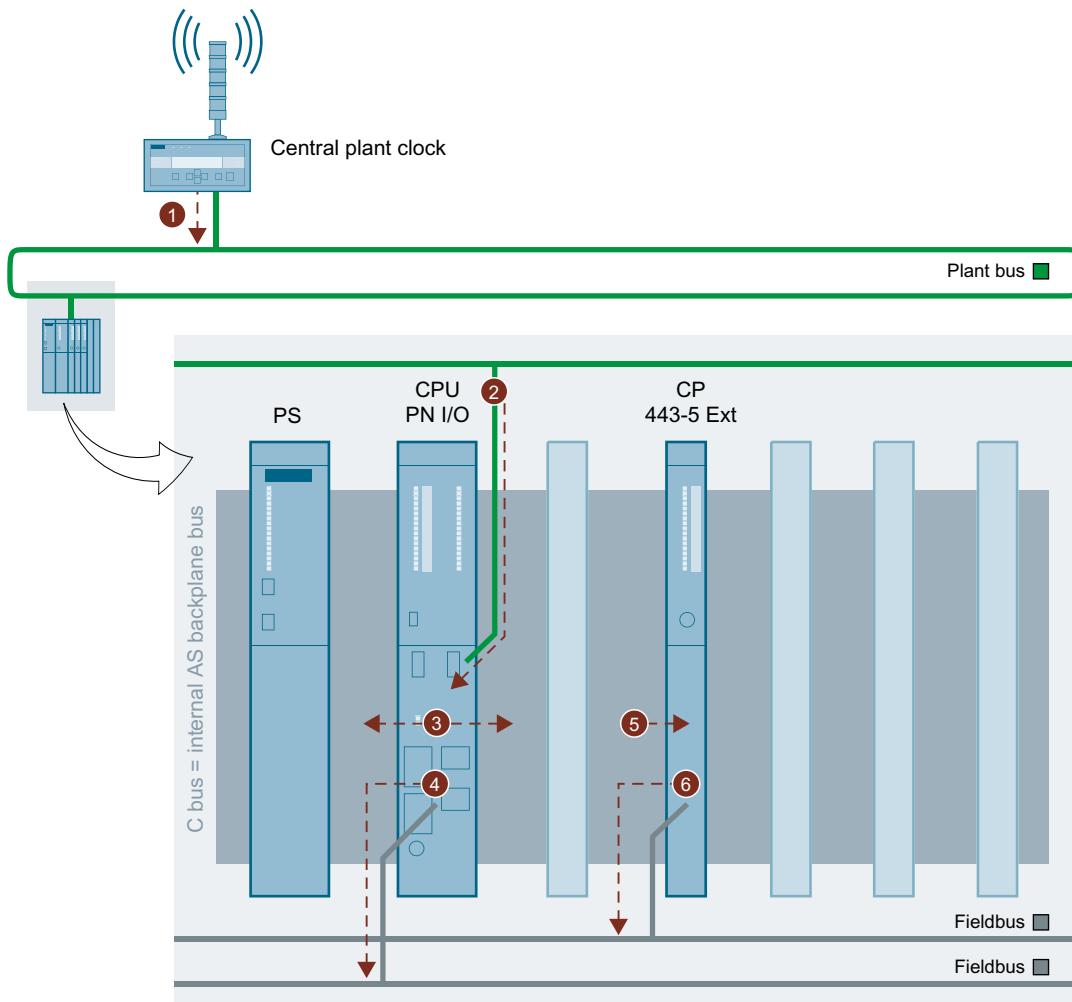 Central plant clock
1
Plant bus
2
CPU
PN I/O
CP
443-5 Ext
PS
C bus = internal AS backplane bus
3
5
4
6
Fieldbus
Fieldbus